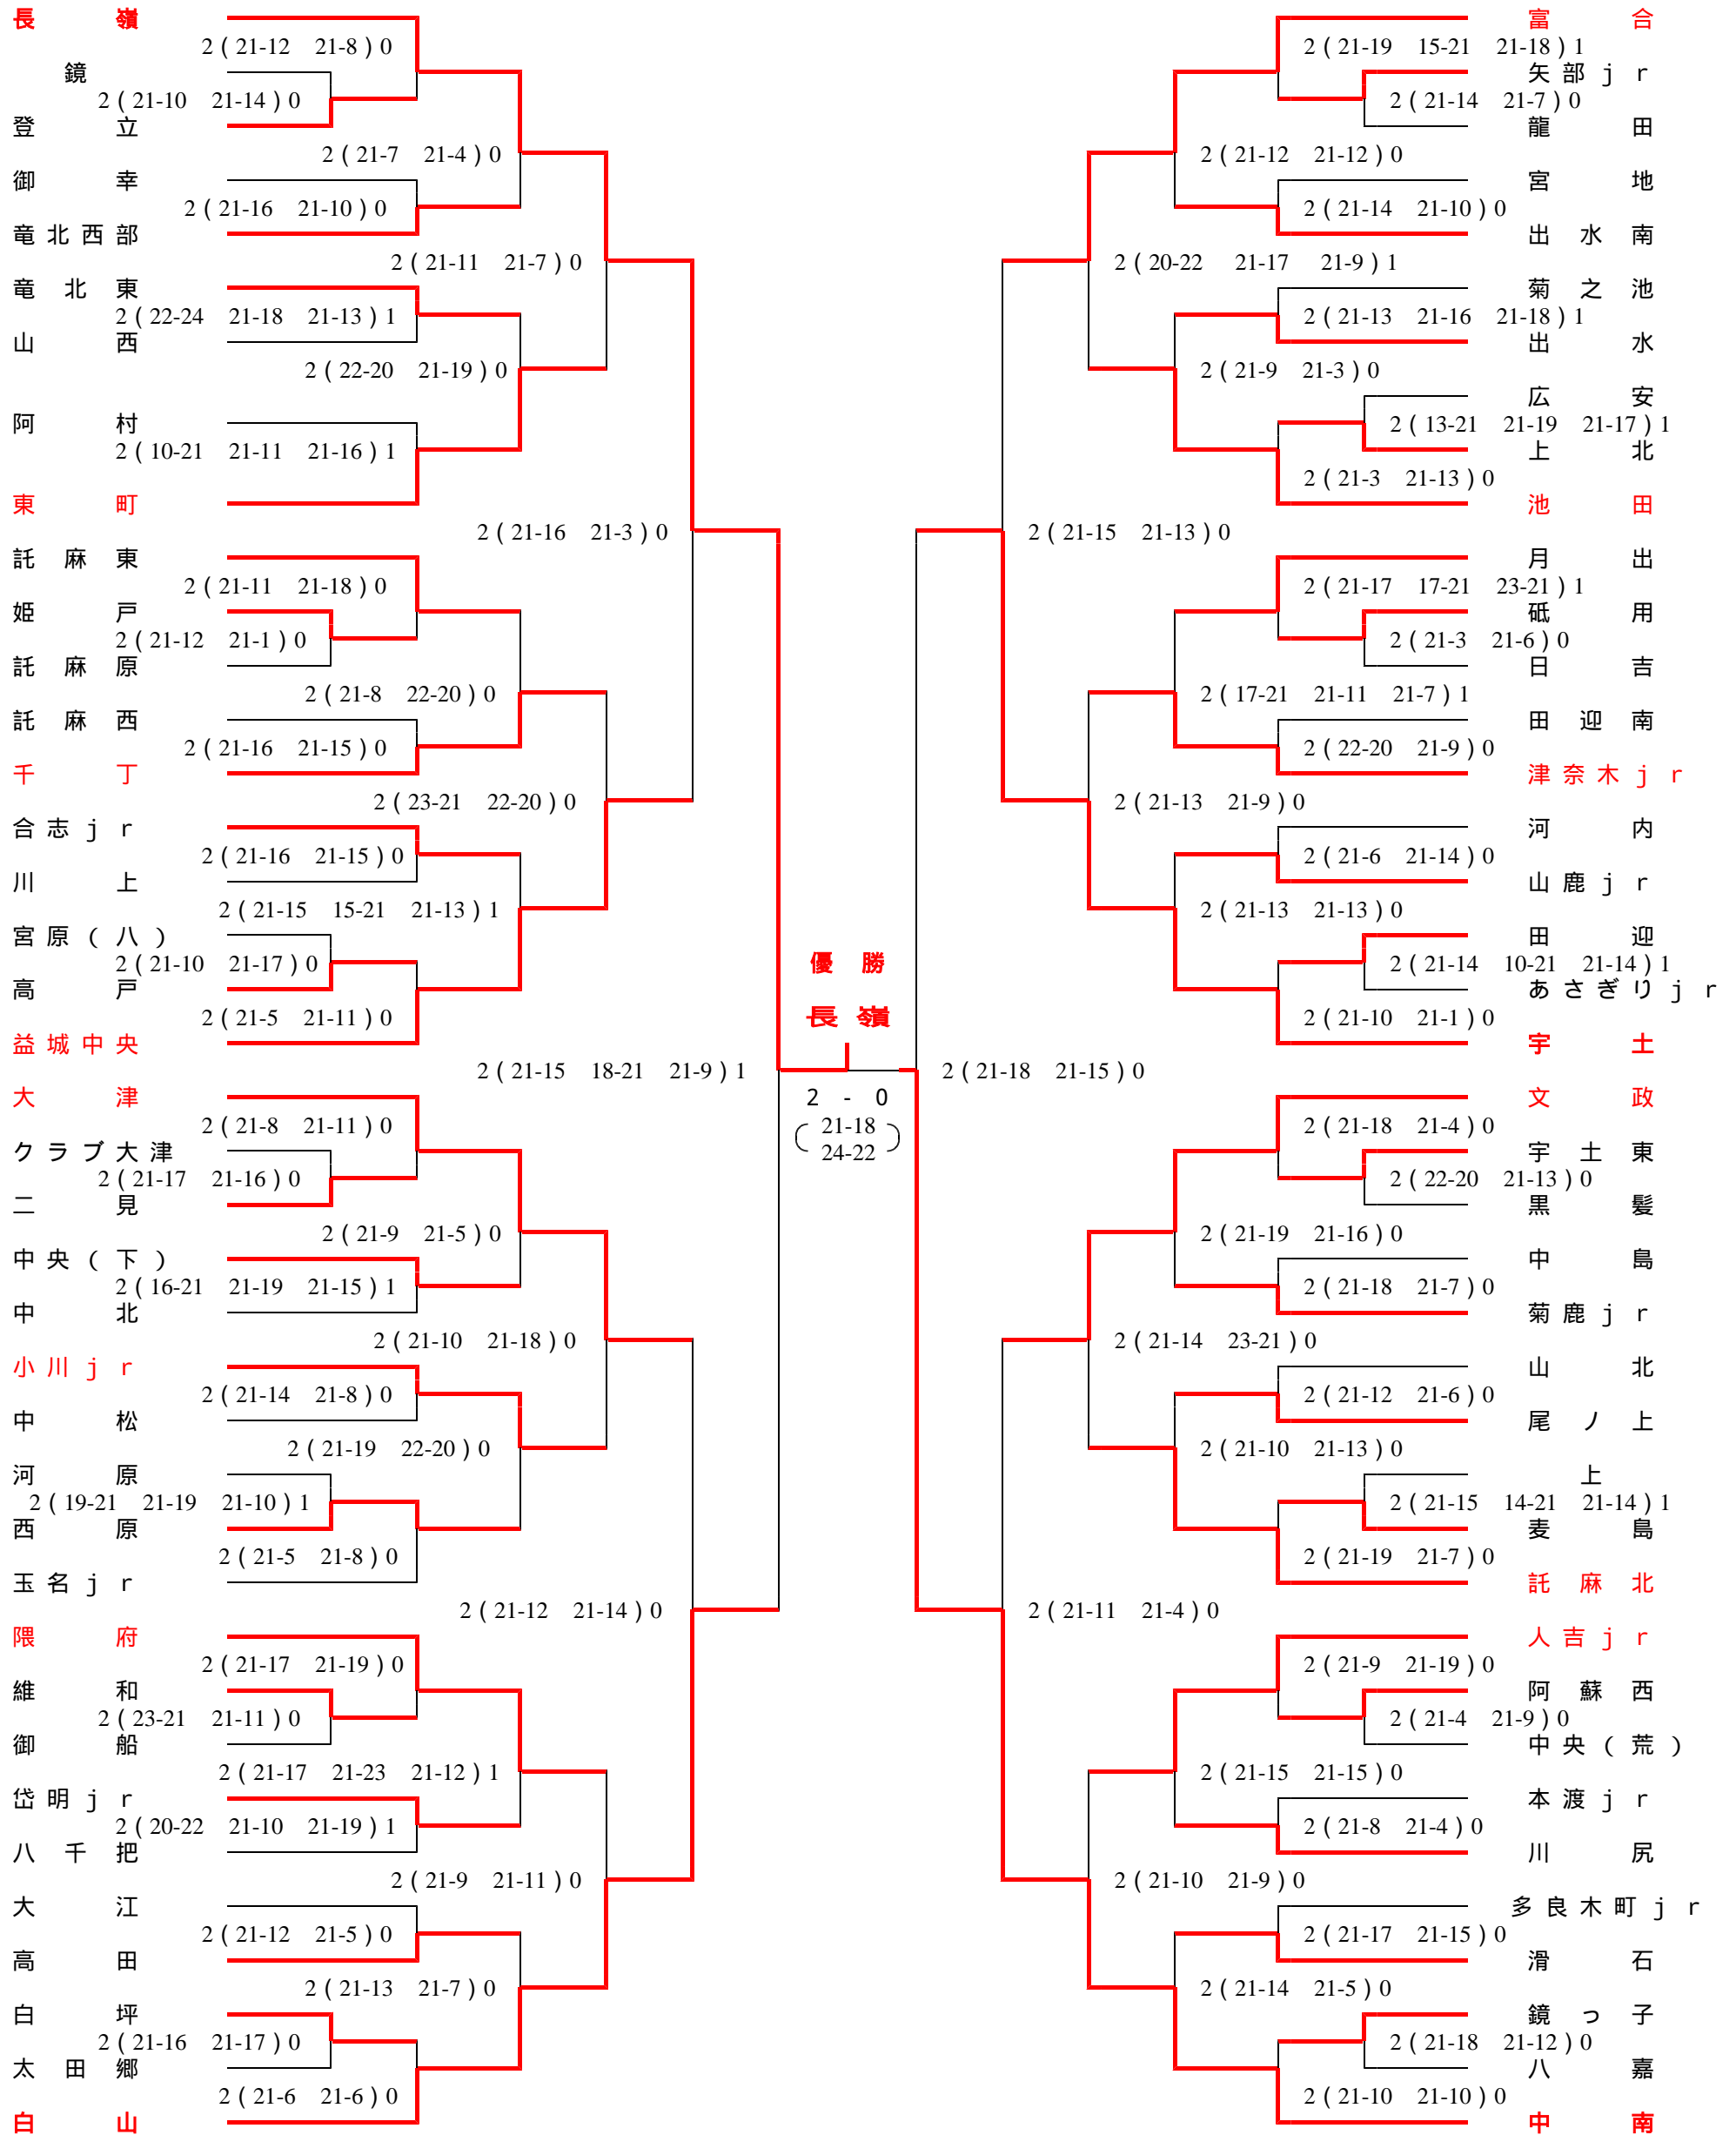 長嶺
2 ( 21-12 21-8 ) 0
鏡
2 ( 21-10 21-14 ) 0
登立
2 ( 21-7 21-4 ) 0
御幸
2 ( 21-16 21-10 ) 0
竜北西部
2 ( 21-11 21-7 ) 0
竜北東
2 ( 22-24 21-18 21-13 ) 1
山西
2 ( 22-20 21-19 ) 0
阿村
2 ( 10-21 21-11 21-16 ) 1
東町
2 ( 21-16 21-3 ) 0
託麻東
2 ( 21-11 21-18 ) 0
姫戸
2 ( 21-12 21-1 ) 0
託麻原
2 ( 21-8 22-20 ) 0
託麻西
2 ( 21-16 21-15 ) 0
千丁
2 ( 23-21 22-20 ) 0
合志jr
2 ( 21-16 21-15 ) 0
川上
2 ( 21-15 15-21 21-13 ) 1
宮原(八)
2 ( 21-10 21-17 ) 0
高戸
2 ( 21-5 21-11 ) 0
益城中央
2 ( 21-15 18-21 21-9 ) 1
大津
2 ( 21-8 21-11 ) 0
クラブ大津
2 ( 21-17 21-16 ) 0
二見
2 ( 21-9 21-5 ) 0
中央(下)
2 ( 16-21 21-19 21-15 ) 1
中北
2 ( 21-10 21-18 ) 0
小川jr
2 ( 21-14 21-8 ) 0
中松
2 ( 21-19 22-20 ) 0
河原
2 ( 19-21 21-19 21-10 ) 1
西原
2 ( 21-5 21-8 ) 0
玉名jr
2 ( 21-12 21-14 ) 0
隈府
2 ( 21-17 21-19 ) 0
維和
2 ( 23-21 21-11 ) 0
御船
2 ( 21-17 21-23 21-12 ) 1
岱明jr
2 ( 20-22 21-10 21-19 ) 1
八千把
2 ( 21-9 21-11 ) 0
大江
2 ( 21-12 21-5 ) 0
高田
2 ( 21-13 21-7 ) 0
白坪
2 ( 21-16 21-17 ) 0
太田郷
2 ( 21-6 21-6 ) 0
白山
優勝
長嶺
2 - 0
21-18
24-22
富合
2 ( 21-19 15-21 21-18 ) 1
矢部jr
2 ( 21-14 21-7 ) 0
龍田
2 ( 21-12 21-12 ) 0
宮地
2 ( 21-14 21-10 ) 0
出水南
2 ( 20-22 21-17 21-9 ) 1
菊之池
2 ( 21-13 21-16 21-18 ) 1
出水
2 ( 21-9 21-3 ) 0
広安
2 ( 13-21 21-19 21-17 ) 1
上北
2 ( 21-3 21-13 ) 0
池田
2 ( 21-15 21-13 ) 0
月出
2 ( 21-17 17-21 23-21 ) 1
砥用
2 ( 21-3 21-6 ) 0
日吉
2 ( 17-21 21-11 21-7 ) 1
田迎南
2 ( 22-20 21-9 ) 0
津奈木jr
2 ( 21-13 21-9 ) 0
河内
2 ( 21-6 21-14 ) 0
山鹿jr
2 ( 21-13 21-13 ) 0
田迎
2 ( 21-14 10-21 21-14 ) 1
あさぎりjr
2 ( 21-10 21-1 ) 0
宇土
2 ( 21-18 21-15 ) 0
文政
2 ( 21-18 21-4 ) 0
宇土東
2 ( 22-20 21-13 ) 0
黒髪
2 ( 21-19 21-16 ) 0
中島
2 ( 21-18 21-7 ) 0
菊鹿jr
2 ( 21-14 23-21 ) 0
山北
2 ( 21-12 21-6 ) 0
尾ノ上
2 ( 21-10 21-13 ) 0
上
2 ( 21-15 14-21 21-14 ) 1
麦島
2 ( 21-19 21-7 ) 0
託麻北
2 ( 21-11 21-4 ) 0
人吉jr
2 ( 21-9 21-19 ) 0
阿蘇西
2 ( 21-4 21-9 ) 0
中央(荒)
2 ( 21-15 21-15 ) 0
本渡jr
2 ( 21-8 21-4 ) 0
川尻
2 ( 21-10 21-9 ) 0
多良木町jr
2 ( 21-17 21-15 ) 0
滑石
2 ( 21-14 21-5 ) 0
鏡っ子
2 ( 21-18 21-12 ) 0
八嘉
2 ( 21-10 21-10 ) 0
中南